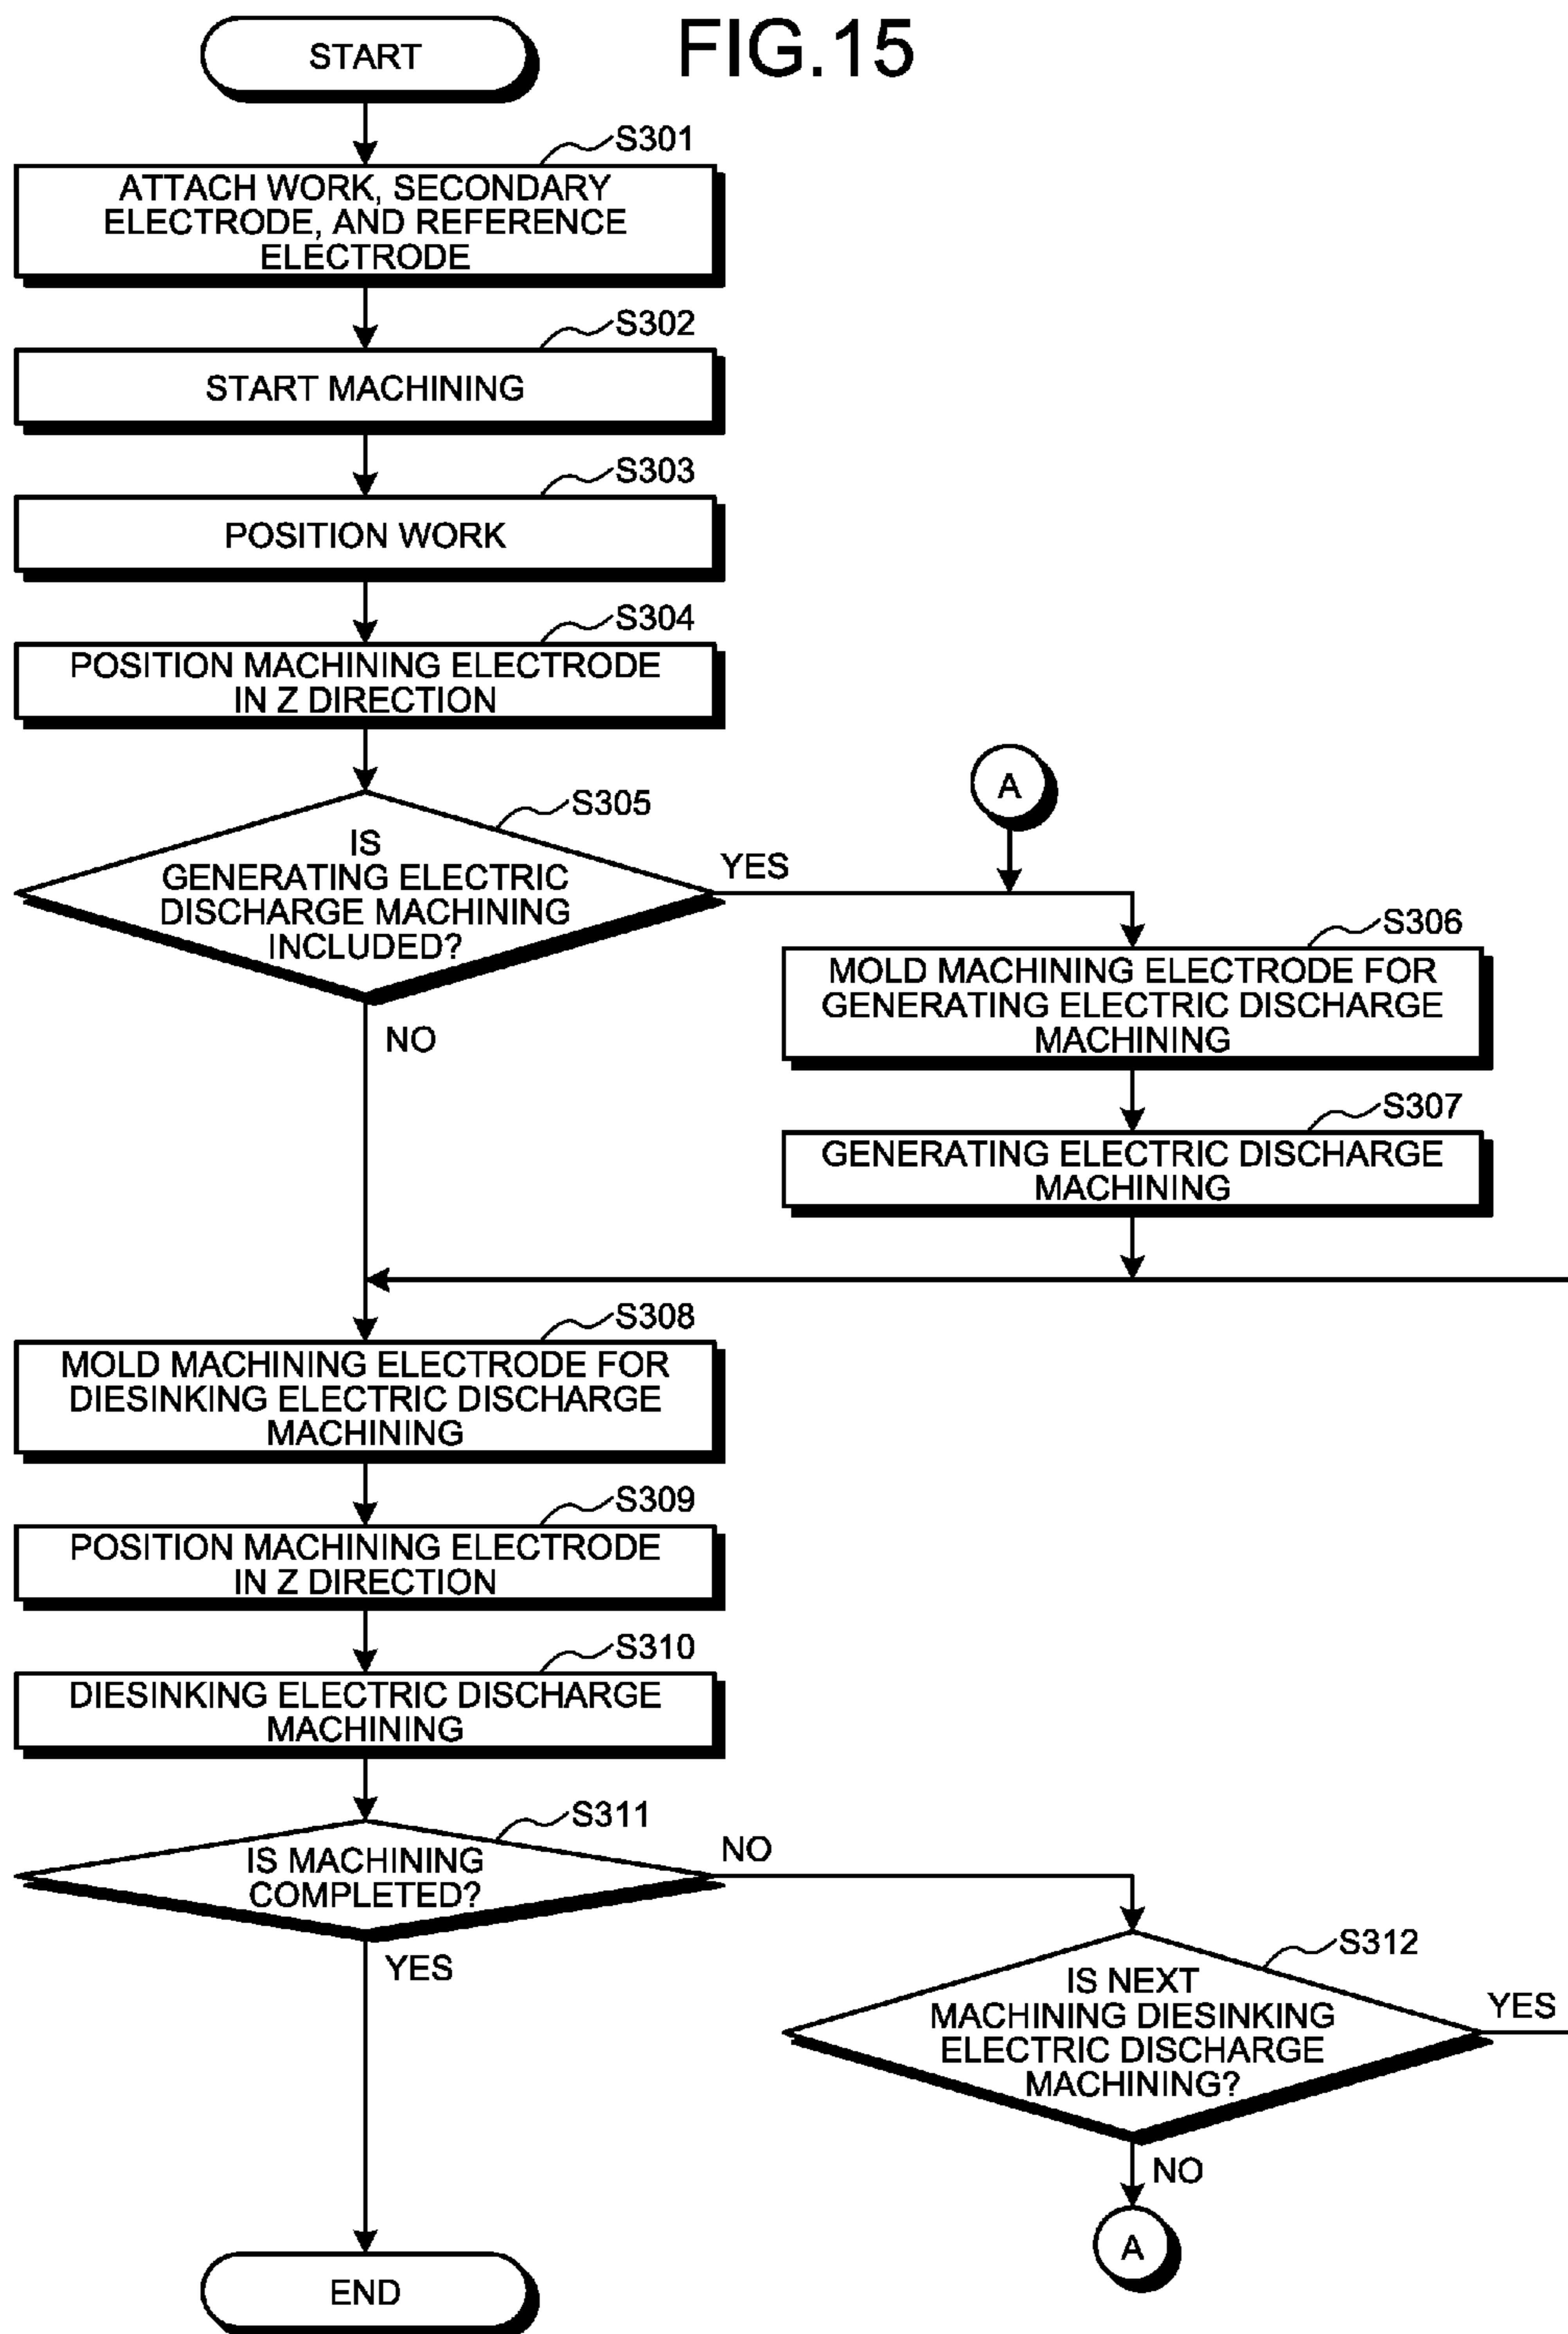 FIG.15
START
S301
ATTACH WORK, SECONDARY
ELECTRODE, AND REFERENCE
ELECTRODE
S302
START MACHINING
S303
POSITION WORK
S304
POSITION MACHINING ELECTRODE
IN Z DIRECTION
S305
IS
GENERATING ELECTRIC
DISCHARGE MACHINING
INCLUDED?
YES
NO
A
S306
MOLD MACHINING ELECTRODE FOR
GENERATING ELECTRIC DISCHARGE
MACHINING
S307
GENERATING ELECTRIC DISCHARGE
MACHINING
S308
MOLD MACHINING ELECTRODE FOR
DIESINKING ELECTRIC DISCHARGE
MACHINING
S309
POSITION MACHINING ELECTRODE
IN Z DIRECTION
S310
DIESINKING ELECTRIC DISCHARGE
MACHINING
S311
IS MACHINING
COMPLETED?
NO
YES
S312
IS NEXT
MACHINING DIESINKING
ELECTRIC DISCHARGE
MACHINING?
YES
NO
A
END